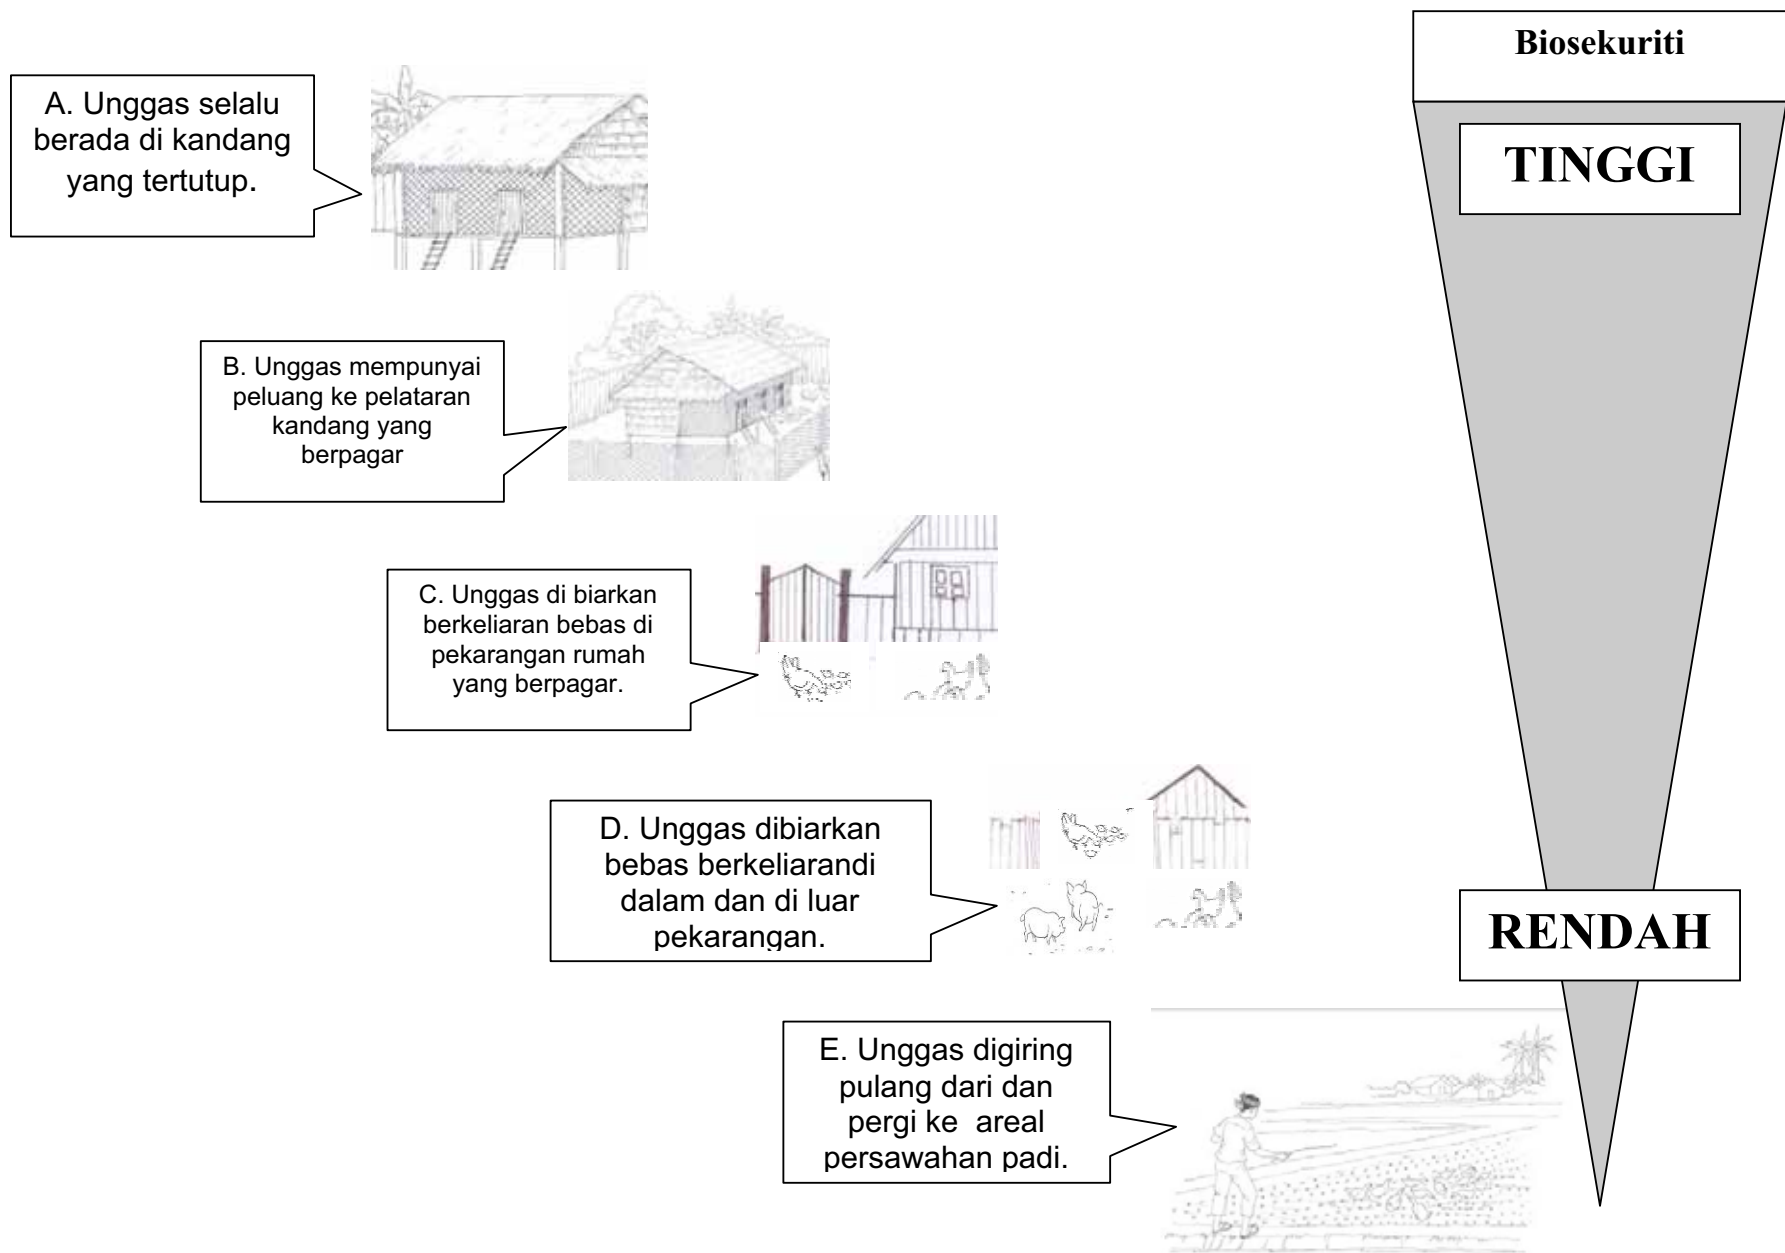 Biosekuriti
TINGGI
A. Unggas selalu
berada di kandang
yang tertutup.
B. Unggas mempunyai
peluang ke pelataran
kandang yang
berpagar
C. Unggas di biarkan
berkeliaran bebas di
pekarangan rumah
yang berpagar.
D. Unggas dibiarkan
bebas berkeliarandi
dalam dan di luar
pekarangan.
RENDAH
E. Unggas digiring
pulang dari dan
pergi ke  areal
persawahan padi.